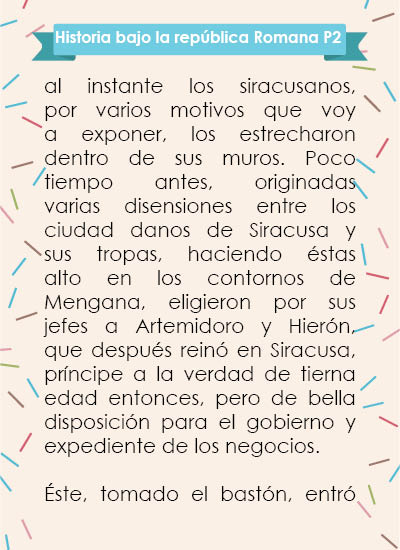 Historia bajo la república Romana P2
al instante los siracusanos,
por varios motivos que voy
a exponer, los estrecharon
dentro de sus muros. Poco
tiempo antes, originadas
varias disensiones entre los
ciudad danos de Siracusa y
sus tropas, haciendo éstas
alto en los contornos de
Mengana, eligieron por sus
jefes a Artemidoro y Hierón,
que después reinó en Siracusa,
príncipe a la verdad de tierna
edad entonces, pero de bella
disposición para el gobierno y
expediente de los negocios.
Éste, tomado el bastón, entró